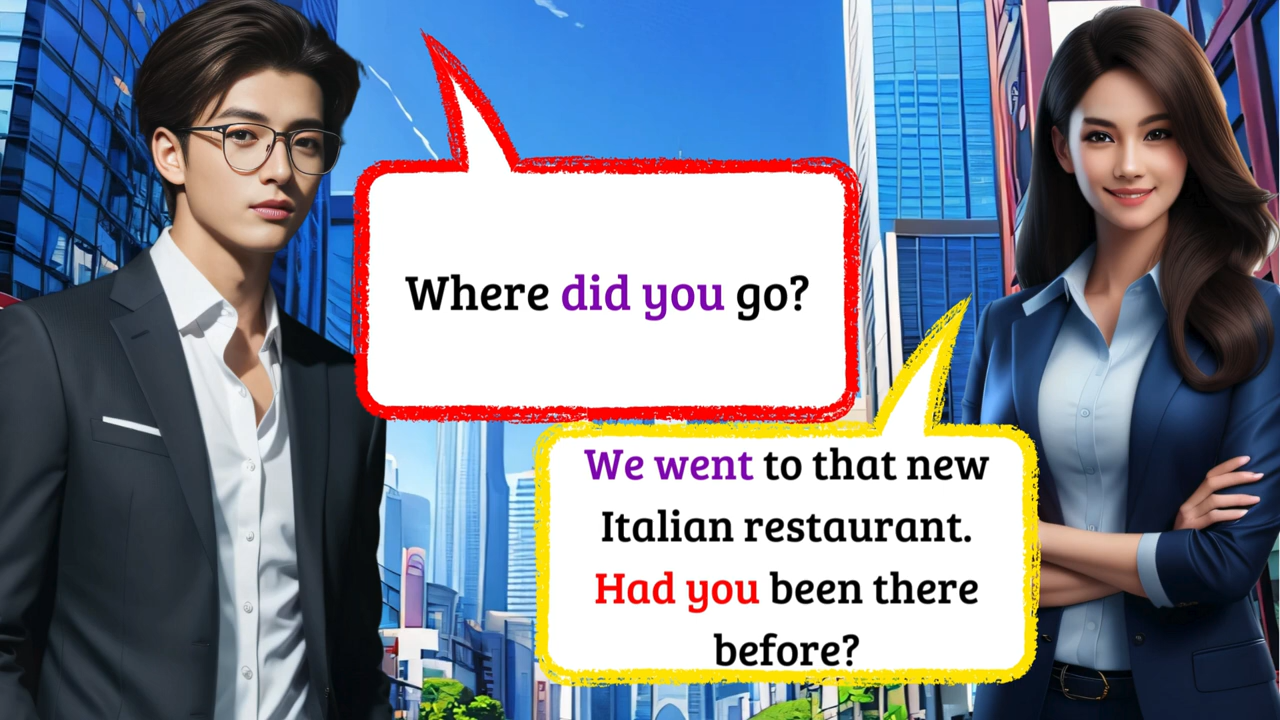 Where did you go?
We went to that new
Italian restaurant.
Had you been there
before?